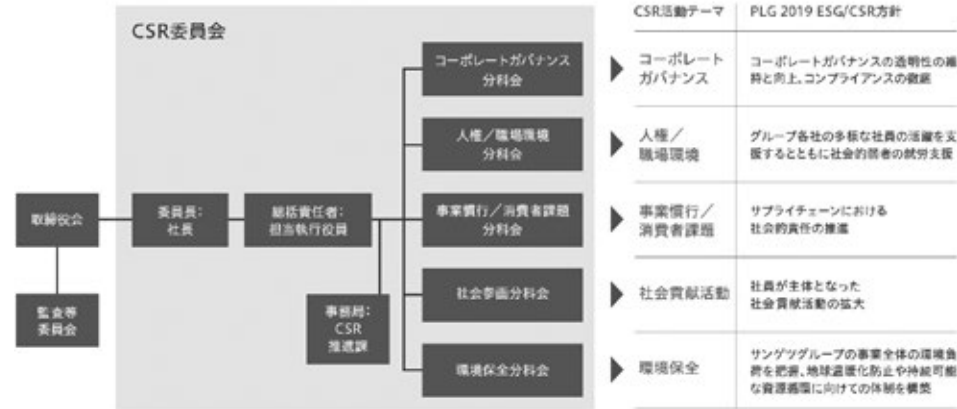 CSR委員会
取締役会
監査等
委員会
委員長：
社長
総括責任者：
担当執行役員
事務局：
CSR
推進課
コーポレートガバナンス
分科会
人権／職場環境
分科会
事業慣行／消費者課題
分科会
社会参画分科会
環境保全分科会
CSR活動テーマ
PLG 2019 ESG/CSR方針
コーポレート
ガバナンス
コーポレートガバナンスの透明性の維
持と向上、コンプライアンスの徹底
人権／
職場環境
グループ各社の多様な社員の活躍を支
援するとともに社会的弱者の就労支援
事業慣行／
消費者課題
サプライチェーンにおける
社会的責任の推進
社会貢献活動
社員が主体となった
社会貢献活動の拡大
環境保全
サンゲツグループの事業全体の環境負
荷を把握、地球温暖化防止や持続可能
な資源循環に向けての体制を構築